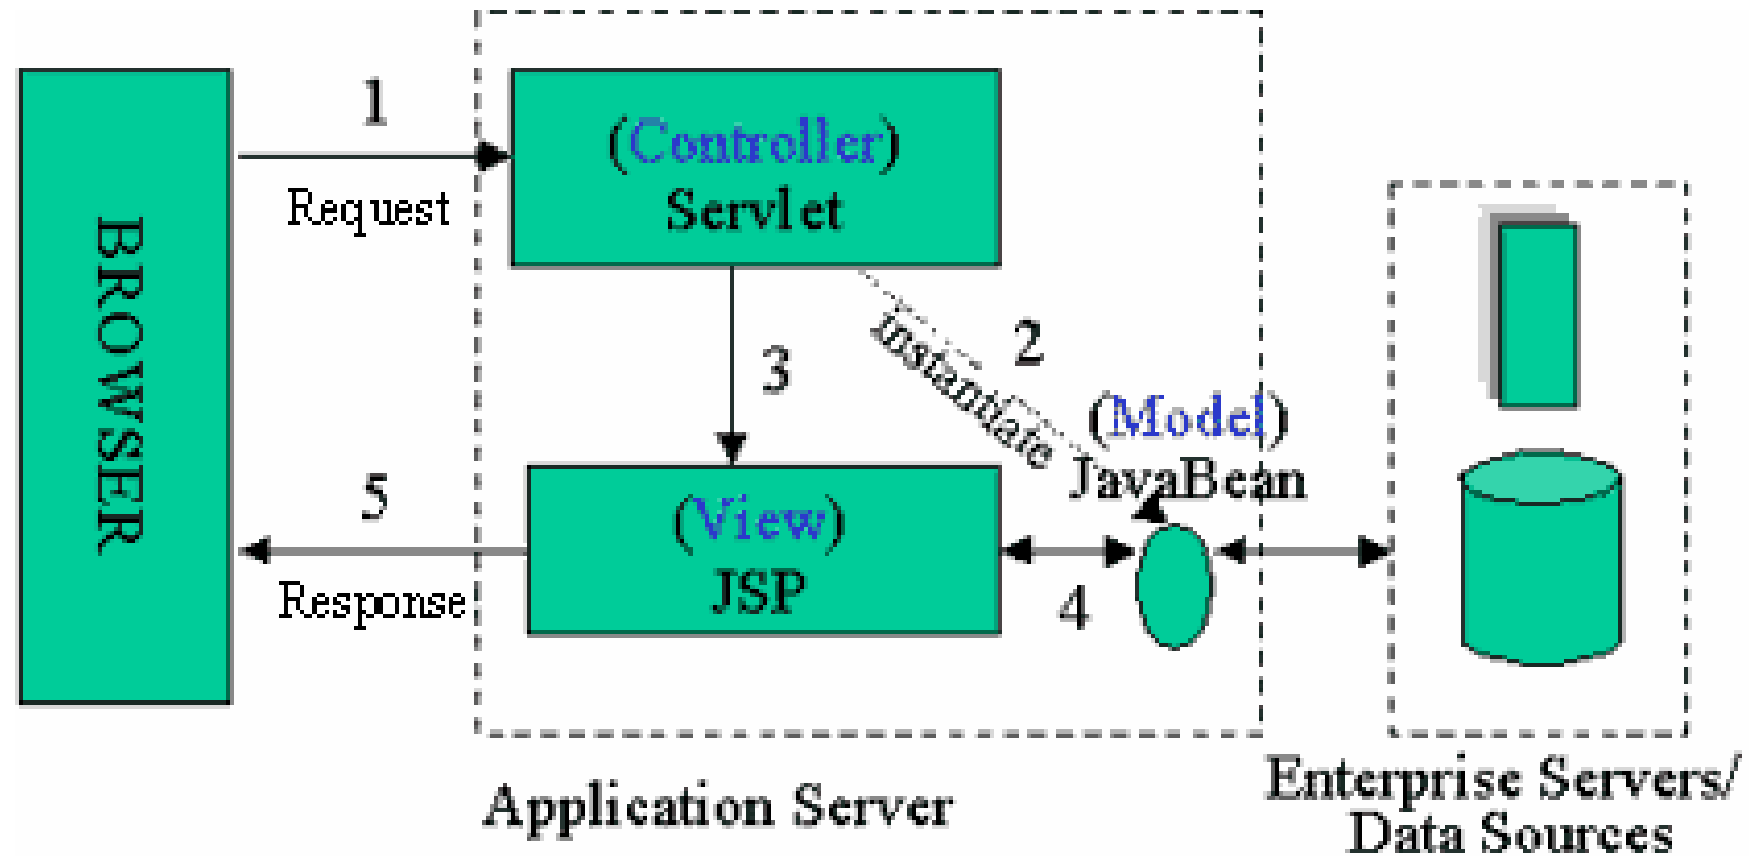 BROWSER
1
Request
(Controller)
Servlet
2
instantiate
3
(Model)
JavaBean
(View)
JSP
4
5
Response
Application Server
Enterprise Servers/
Data Sources